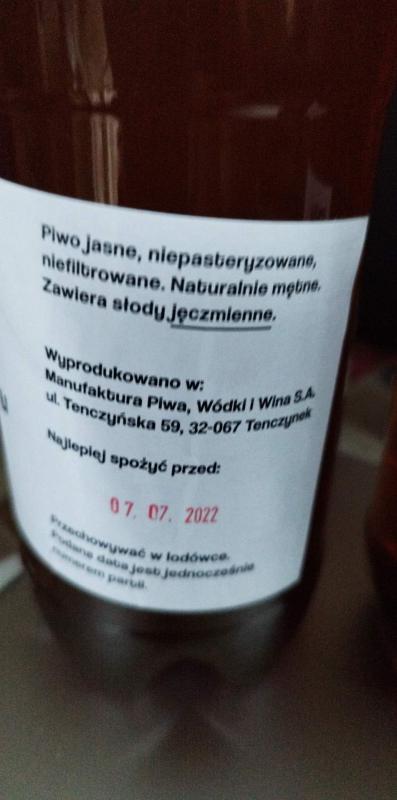 Piwo jasne, niepasteryzowane,
niefiltrowane. Naturalnie mętne.
Zawiera słody jęczmienne.
Wyprodukowano w:
Manufaktura Piwa, Wódki i Wina S.A.
ul. Tenczyńska 59, 32-067 Tenczynek
Najlepiej spożyć przed:
07. 07. 2022
Przechowywać w lodówce.
Podana data jest jednocześnie
numerem partii.